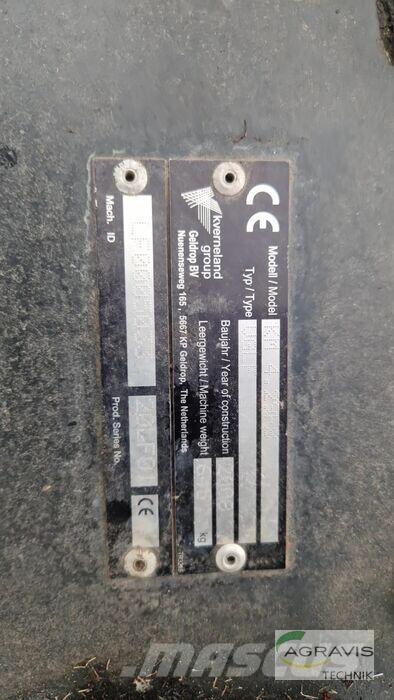 CE
Modell / Model
Typ / Type
kverneland
group
Geldrop BV
Nuenenseweg 165, 5667 KP Geldrop, The Netherlands
Baujahr / Year of construction
Leergewicht / Machine weight
kg
Mach. ID
Prod. Series No.
CE
MASCUS
AGRAVIS
TECHNIK